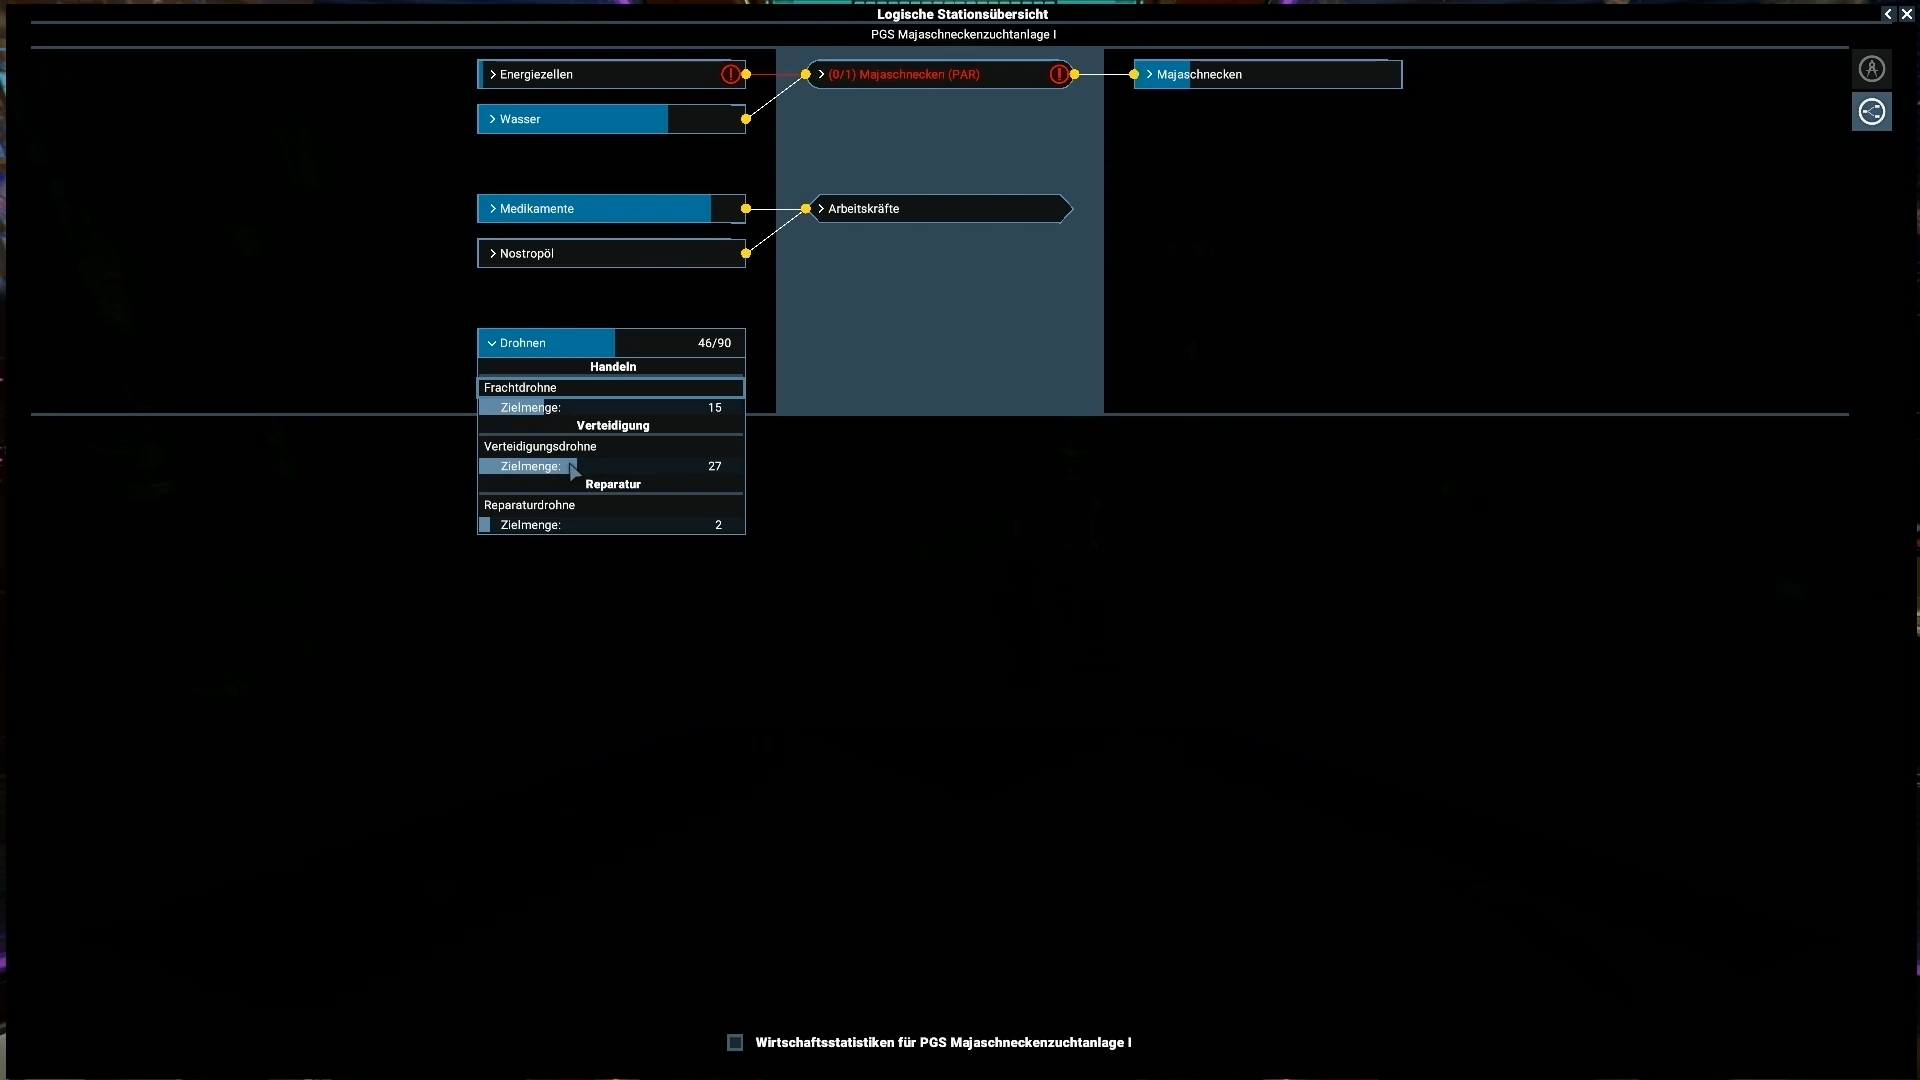 Logische Stationsübersicht
PGS Majaschneckenzuchtanlage I
Energiezellen
(0/1) Majaschnecken (PAR)
Majaschnecken
Wasser
Medikamente
Arbeitskräfte
Nostropöl
Drohnen 46/90
Handeln
Frachtdrohne
Zielmenge: 15
Verteidigung
Verteidigungsdrohne
Zielmenge: 27
Reparatur
Reparaturdrohne
Zielmenge: 2
Wirtschaftsstatistiken für PGS Majaschneckenzuchtanlage I